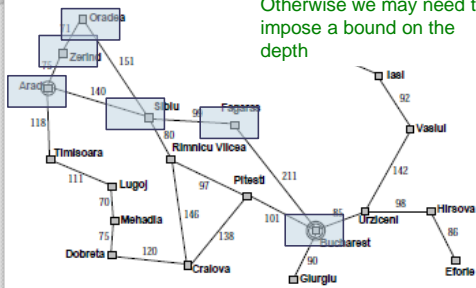 Otherwise we may need t
impose a bound on the
depth
Oradea
71
Zerind
75
151
Iasi
Arad
140
92
Sibiu
99
Fagaras
118
80
Vaslui
Timisoara
Rimnicu Vilcea
111
Lugoj
97
Pitesti
211
142
70
98
Hirsova
Mehadia
146
101
85
Urziceni
75
138
Bucharest
86
Dobreta
120
90
Craiova
Eforie
Giurgiu